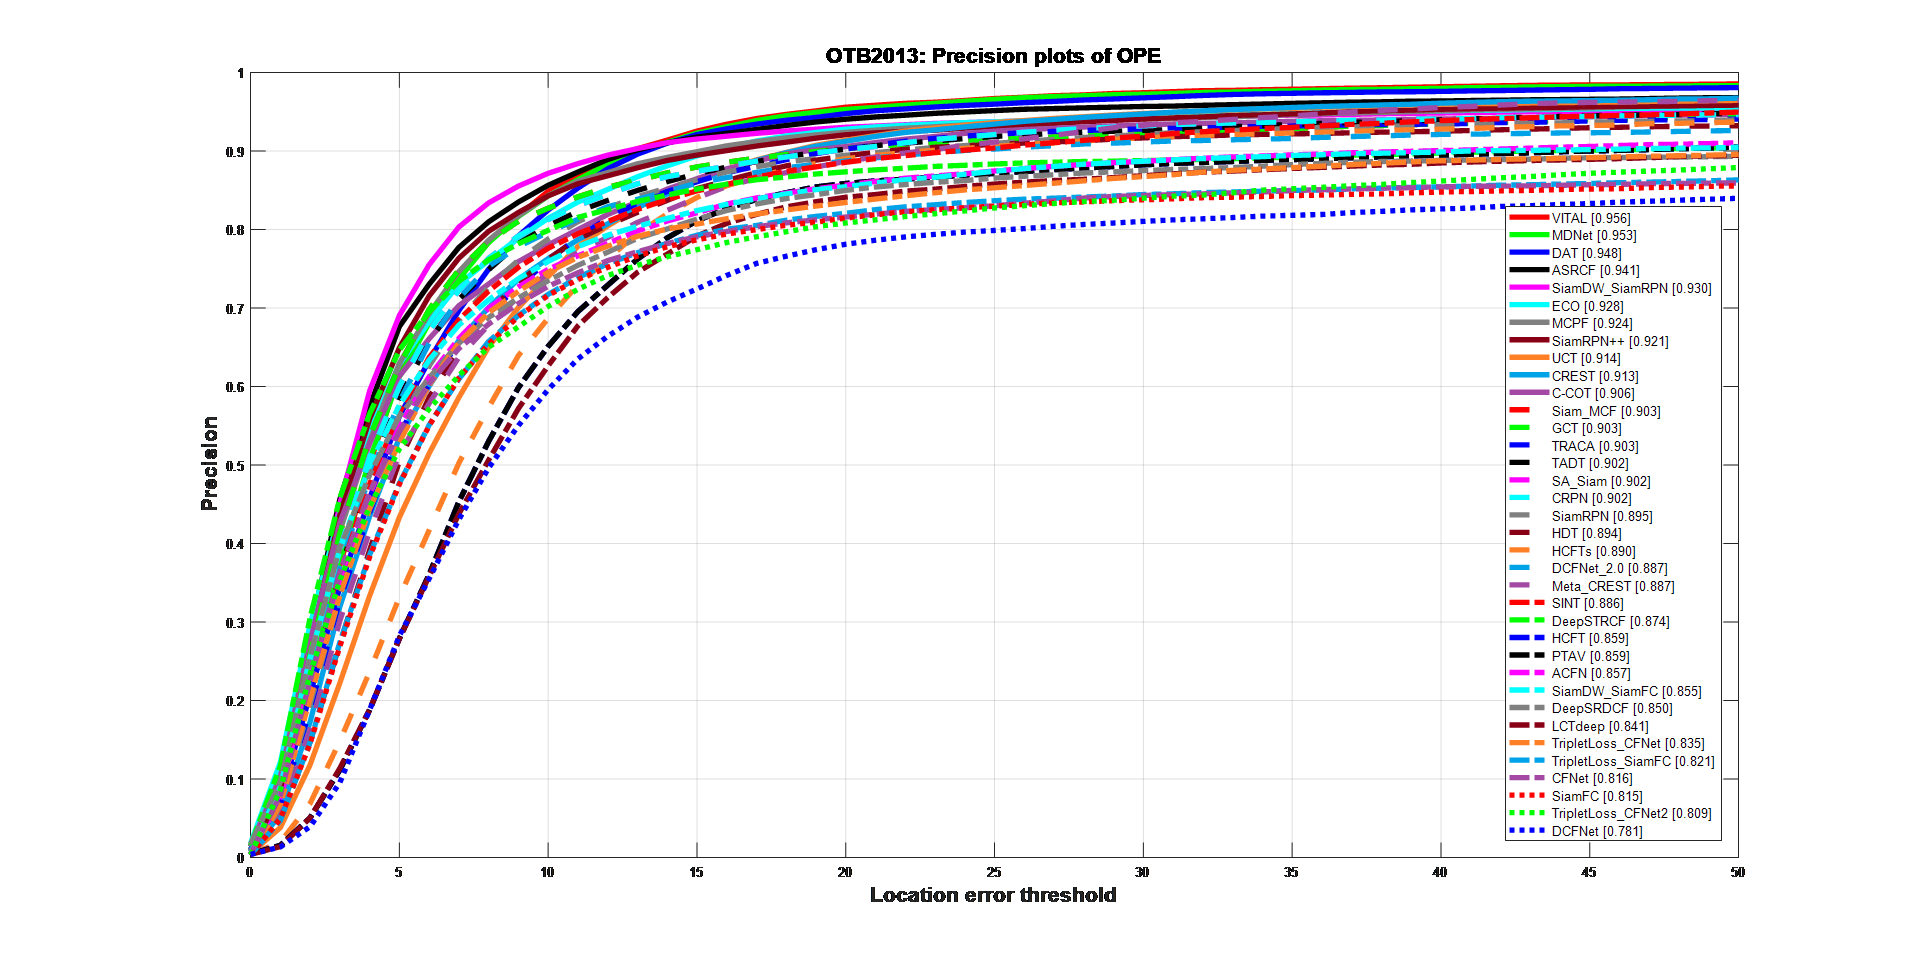 OTB2013: Precision plots of OPE
1
0.9
0.8
0.7
0.6
0.5
0.4
0.3
0.2
0.1
0
Precision
VITAL [0.956]
MDNet [0.953]
DAT [0.948]
ASRCF [0.941]
SiamDW_SiamRPN [0.930]
ECO [0.928]
MCPF [0.924]
SiamRPN++ [0.921]
UCT [0.914]
CREST [0.913]
C-COT [0.906]
Siam_MCF [0.903]
GCT [0.903]
TRACA [0.903]
TADT [0.902]
SA_Siam [0.902]
CRPN [0.902]
SiamRPN [0.895]
HDT [0.894]
HCFTs [0.890]
DCFNet_2.0 [0.887]
Meta_CREST [0.887]
SINT [0.886]
DeepSTRCF [0.874]
HCFT [0.859]
PTAV [0.859]
ACFN [0.857]
SiamDW_SiamFC [0.855]
DeepSRDCF [0.850]
LCTdeep [0.841]
TripletLoss_CFNet [0.835]
TripletLoss_SiamFC [0.821]
CFNet [0.816]
SiamFC [0.815]
TripletLoss_CFNet2 [0.809]
DCFNet [0.781]
0 5 10 15 20 25 30 35 40 45 50
Location error threshold